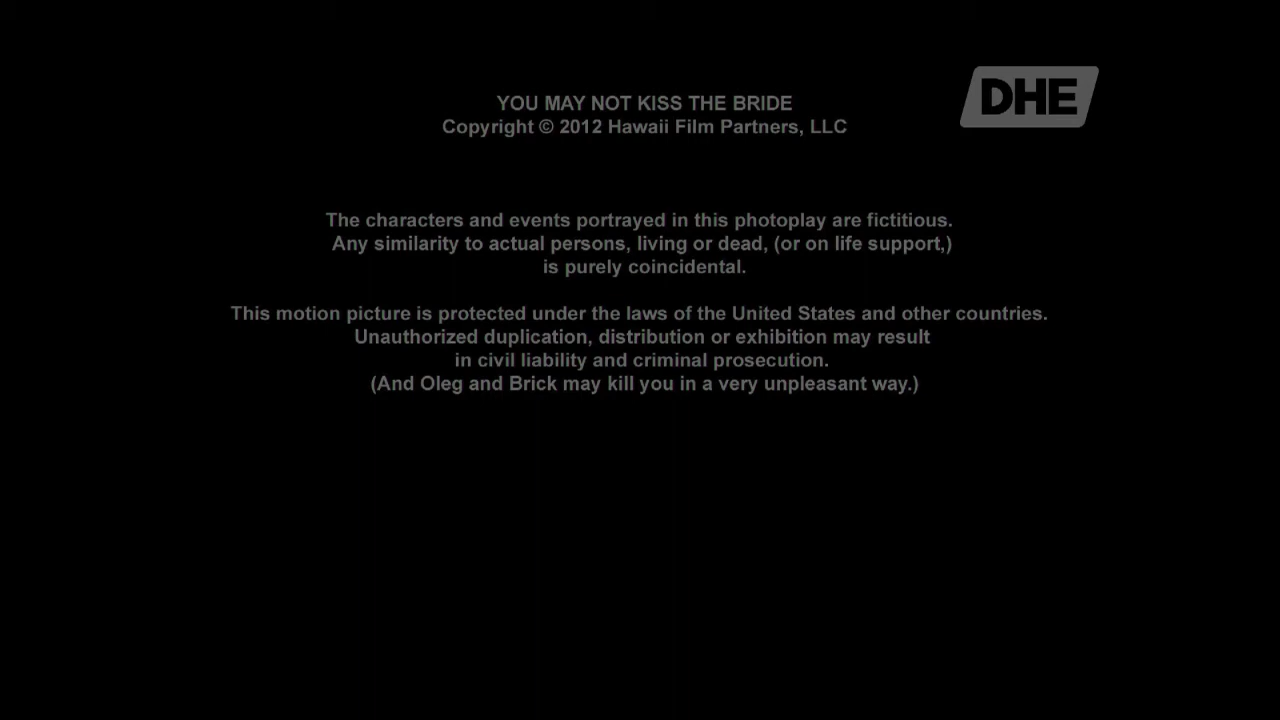 DHE
YOU MAY NOT KISS THE BRIDE
Copyright © 2012 Hawaii Film Partners, LLC
The characters and events portrayed in this photoplay are fictitious.
Any similarity to actual persons, living or dead, (or on life support,)
is purely coincidental.
This motion picture is protected under the laws of the United States and other countries.
Unauthorized duplication, distribution or exhibition may result
in civil liability and criminal prosecution.
(And Oleg and Brick may kill you in a very unpleasant way.)